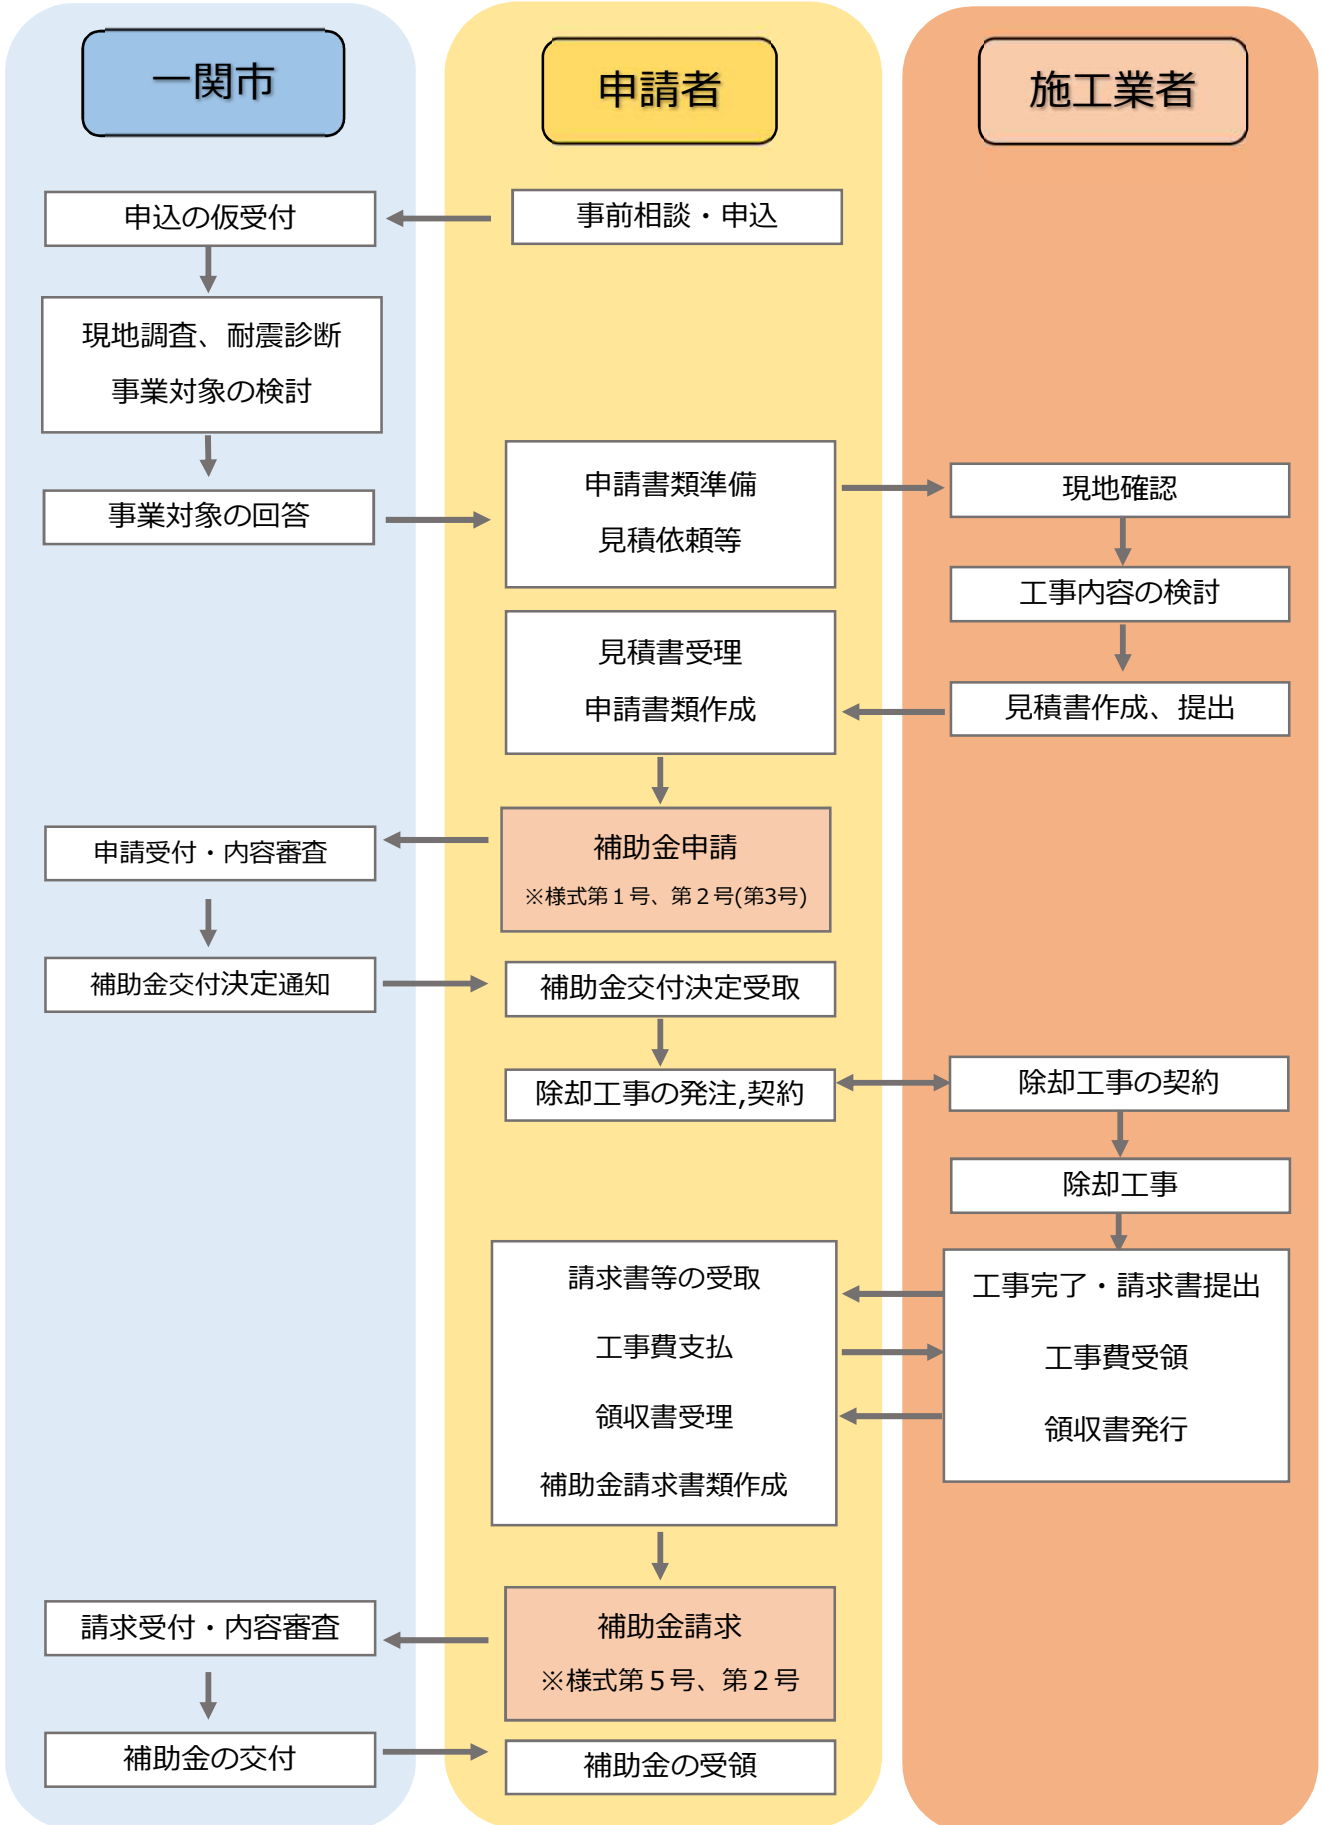 一関市
申請者
施工業者
申込の仮受付
事前相談・申込
現地調査、耐震診断
事業対象の検討
事業対象の回答
申請書類準備
見積依頼等
現地確認
工事内容の検討
見積書作成、提出
見積書受理
申請書類作成
補助金申請
※様式第１号、第２号(第3号)
申請受付・内容審査
補助金交付決定通知
補助金交付決定受取
除却工事の発注,契約
除却工事の契約
除却工事
工事完了・請求書提出
工事費受領
領収書発行
請求書等の受取
工事費支払
領収書受理
補助金請求書類作成
補助金請求
※様式第５号、第２号
請求受付・内容審査
補助金の交付
補助金の受領